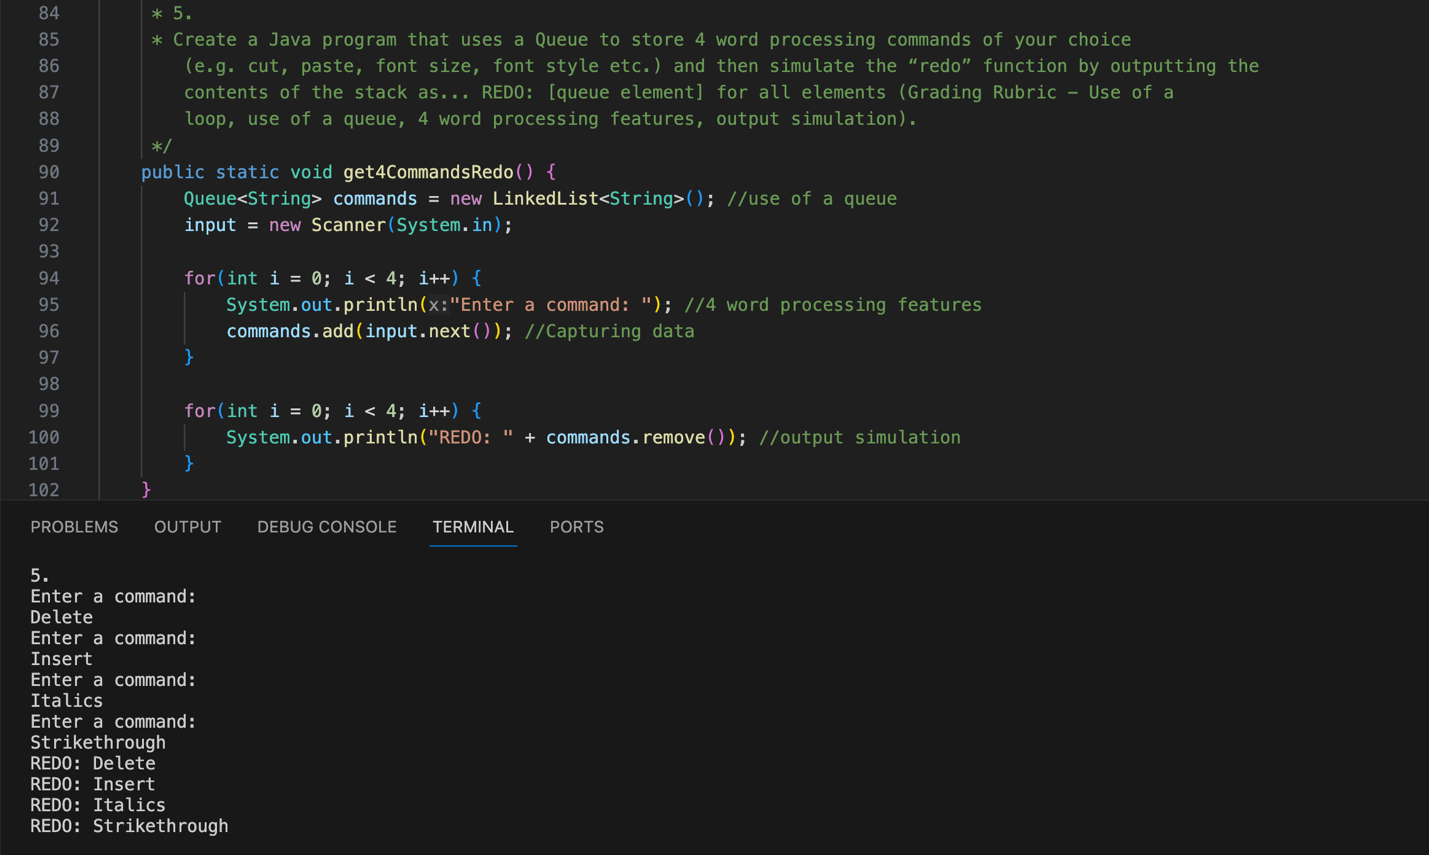 84 * 5.
85 * Create a Java program that uses a Queue to store 4 word processing commands of your choice
86 (e.g. cut, paste, font size, font style etc.) and then simulate the “redo” function by outputting the
87 contents of the stack as... REDO: [queue element] for all elements (Grading Rubric – Use of a
88 loop, use of a queue, 4 word processing features, output simulation).
89 */
90 public static void get4CommandsRedo() {
91 Queue<String> commands = new LinkedList<String>(); //use of a queue
92 input = new Scanner(System.in);
93
94 for(int i = 0; i < 4; i++) {
95 System.out.println(x:"Enter a command: "); //4 word processing features
96 commands.add(input.next()); //Capturing data
97 }
98
99 for(int i = 0; i < 4; i++) {
100 System.out.println("REDO: " + commands.remove()); //output simulation
101 }
102 }
PROBLEMS OUTPUT DEBUG CONSOLE TERMINAL PORTS
5.
Enter a command:
Delete
Enter a command:
Insert
Enter a command:
Italics
Enter a command:
Strikethrough
REDO: Delete
REDO: Insert
REDO: Italics
REDO: Strikethrough